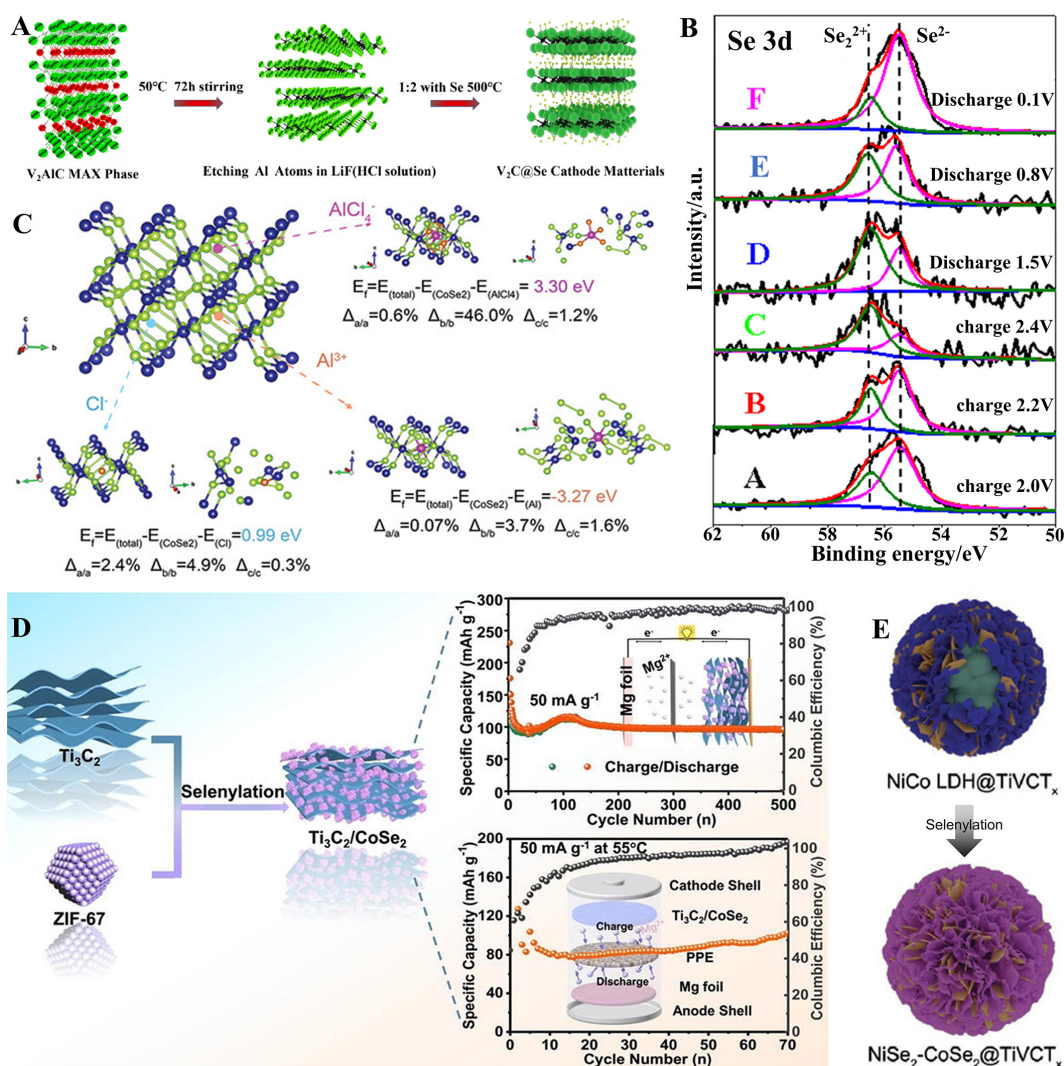 A
50℃
72h stirring
1:2 with Se 500℃
V₂AlC MAX Phase
Etching Al Atoms in LiF(HCl solution)
V₂C@Se Cathode Matterials
B
Se 3d
Se₂²⁺
Se²⁻
F
Discharge 0.1V
E
Discharge 0.8V
D
Discharge 1.5V
C
charge 2.4V
B
charge 2.2V
A
charge 2.0V
Intensity/a.u.
62 60 58 56 54 52 50
Binding energy/eV
C
AlCl₄⁻
E_f=E_(total)-E_(CoSe2)-E_(AlCl4)= 3.30 eV
Δ_a/a=0.6% Δ_b/b=46.0% Δ_c/c=1.2%
Al³⁺
Cl⁻
E_f=E_(total)-E_(CoSe2)-E_(Al)=-3.27 eV
Δ_a/a=0.07% Δ_b/b=3.7% Δ_c/c=1.6%
E_f=E_(total)-E_(CoSe2)-E_(Cl)=0.99 eV
Δ_a/a=2.4% Δ_b/b=4.9% Δ_c/c=0.3%
D
Ti₃C₂
ZIF-67
Selenylation
Ti₃C₂/CoSe₂
Specific Capacity (mAh g⁻¹)
300
250
200
150
100
50
0
100
80
60
40
20
0
Columbic Efficiency (%)
e⁻
e⁻
Mg foil
Mg²⁺
50 mA g⁻¹
Charge/Discharge
0 100 200 300 400 500
Cycle Number (n)
Specific Capacity (mAh g⁻¹)
200
160
120
80
40
0
100
80
60
40
20
0
Columbic Efficiency (%)
50 mA g⁻¹ at 55°C
Cathode Shell
Ti₃C₂/CoSe₂
Charge
Mg²⁺
PPE
Discharge
Mg foil
Anode Shell
0 10 20 30 40 50 60 70
Cycle Number (n)
E
NiCo LDH@TiVCTₓ
Selenylation
NiSe₂-CoSe₂@TiVCTₓ